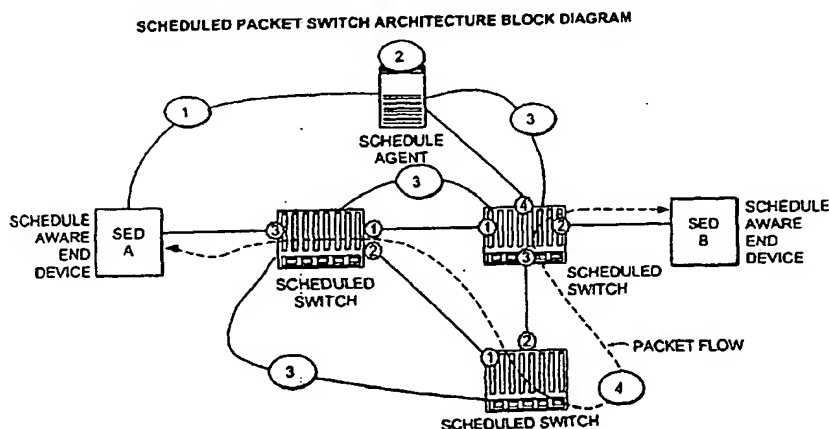 SCHEDULED PACKET SWITCH ARCHITECTURE BLOCK DIAGRAM
2
1
SCHEDULE
AGENT
3
3
4
SCHEDULE
AWARE
END
DEVICE
SED
A
3
1
2
SCHEDULED
SWITCH
1
2
3
SCHEDULED
SWITCH
SED
B
SCHEDULE
AWARE
END
DEVICE
3
1
2
SCHEDULED SWITCH
PACKET FLOW
4